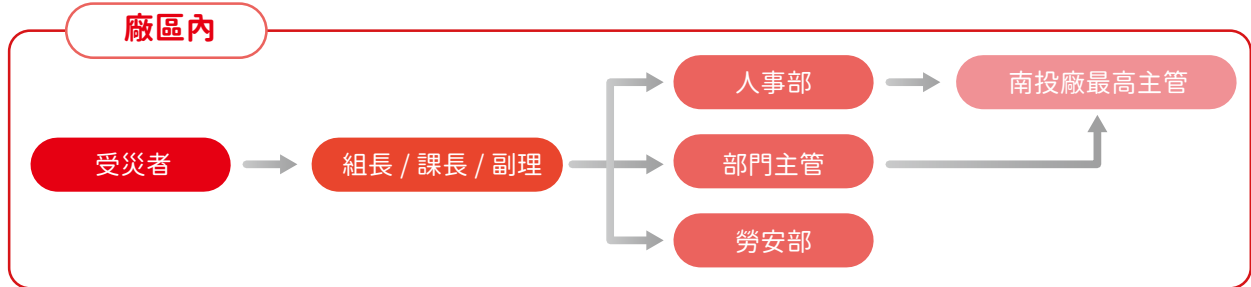 廠區內
受災者
組長 / 課長 / 副理
人事部
南投廠最高主管
部門主管
勞安部